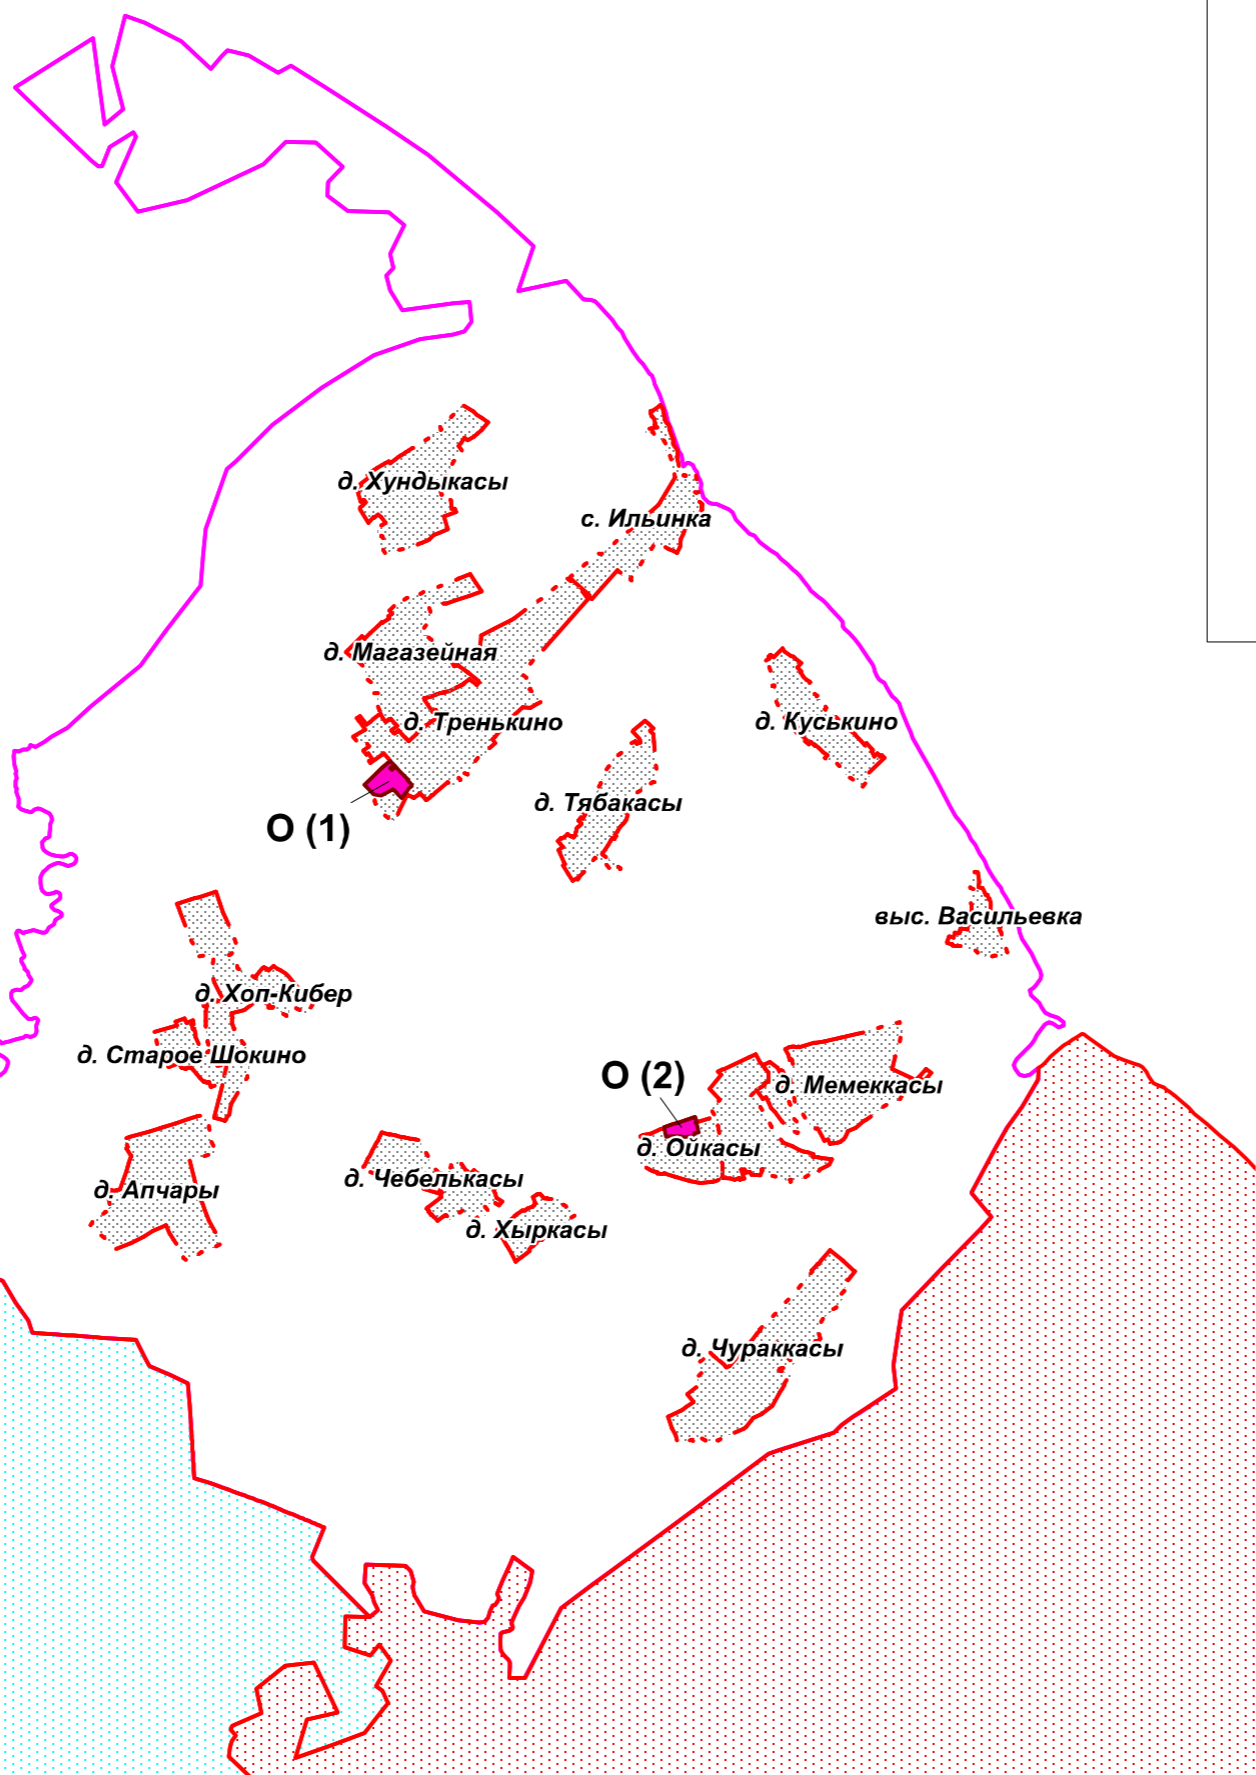 д. Хундыкасы
с. Ильинка
д. Магазейная
д. Тренькино
д. Куськино
д. Тябакасы
О (1)
выс. Васильевка
д. Хоп-Кибер
д. Старое Шокино
О (2)
д. Мемеккасы
д. Ойкасы
д. Чебелькасы
д. Апчары
д. Хыркасы
д. Чураккасы